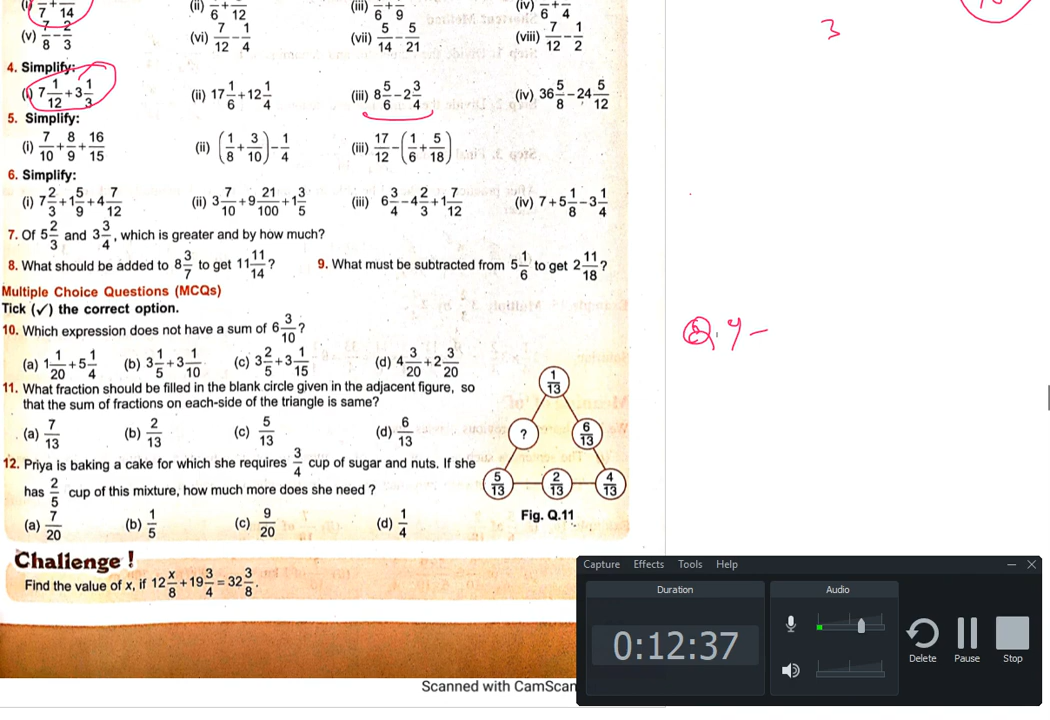 (i) 7 + 14 (ii) 6 + 12 (iii) 6 + 9 (iv) 6 + 4
3
(v) 7/8 - 2/3 (vi) 7/12 - 1/4 (vii) 5/14 - 5/21 (viii) 7/12 - 1/2
4. Simplify:
(i) 7 1/12 + 3 1/3 (ii) 17 1/6 + 12 1/4 (iii) 8 5/6 - 2 3/4 (iv) 36 5/8 - 24 5/12
5. Simplify:
(i) 7/10 + 8/9 + 16/15 (ii) (1/8 + 3/10) - 1/4 (iii) 17/12 - (1/6 + 5/18)
6. Simplify:
(i) 7 2/3 + 1 5/9 + 4 7/12 (ii) 3 7/10 + 9 21/100 + 1 3/5 (iii) 6 3/4 - 4 2/3 + 1 7/12 (iv) 7 + 5 1/8 - 3 1/4
7. Of 5 2/3 and 3 3/4, which is greater and by how much?
8. What should be added to 8 3/7 to get 11 11/14? 9. What must be subtracted from 5 1/6 to get 2 11/18?
Multiple Choice Questions (MCQs)
Tick (✓) the correct option.
10. Which expression does not have a sum of 6 3/10?
Q.4-
(a) 1 1/20 + 5 1/4 (b) 3 1/5 + 3 1/10 (c) 3 2/5 + 3 1/15 (d) 4 3/20 + 2 3/20
11. What fraction should be filled in the blank circle given in the adjacent figure, so
that the sum of fractions on each-side of the triangle is same?
(a) 7/13 (b) 2/13 (c) 5/13 (d) 6/13
1/13
? 6/13
5/13 2/13 4/13
Fig. Q.11
12. Priya is baking a cake for which she requires 3/4 cup of sugar and nuts. If she
has 2/5 cup of this mixture, how much more does she need ?
(a) 7/20 (b) 1/5 (c) 9/20 (d) 1/4
Challenge !
Find the value of x, if 12 x/8 + 19 3/4 = 32 3/8.
Scanned with CamScan
Capture Effects Tools Help
Duration Audio
0:12:37
Delete Pause Stop